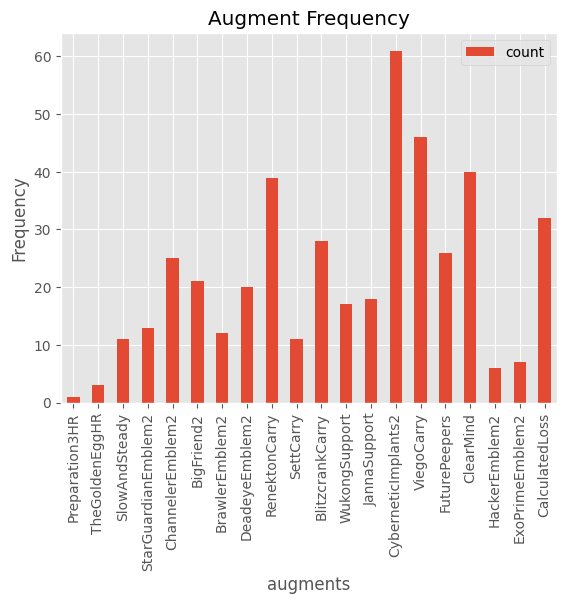 Augment Frequency
count
60
50
40
30
20
10
0
Frequency
Preparation3HR
TheGoldenEggHR
SlowAndSteady
StarGuardianEmblem2
ChannelerEmblem2
BigFriend2
BrawlerEmblem2
DeadeyeEmblem2
RenektonCarry
SettCarry
BlitzcrankCarry
WukongSupport
JannaSupport
CyberneticImplants2
ViegoCarry
FuturePeepers
ClearMind
HackerEmblem2
ExoPrimeEmblem2
CalculatedLoss
augments